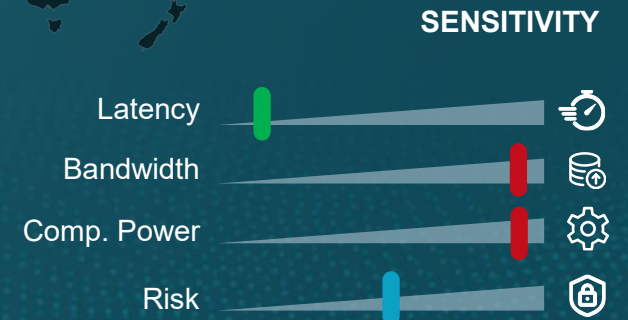 SENSITIVITY
Latency
Bandwidth
Comp. Power
Risk